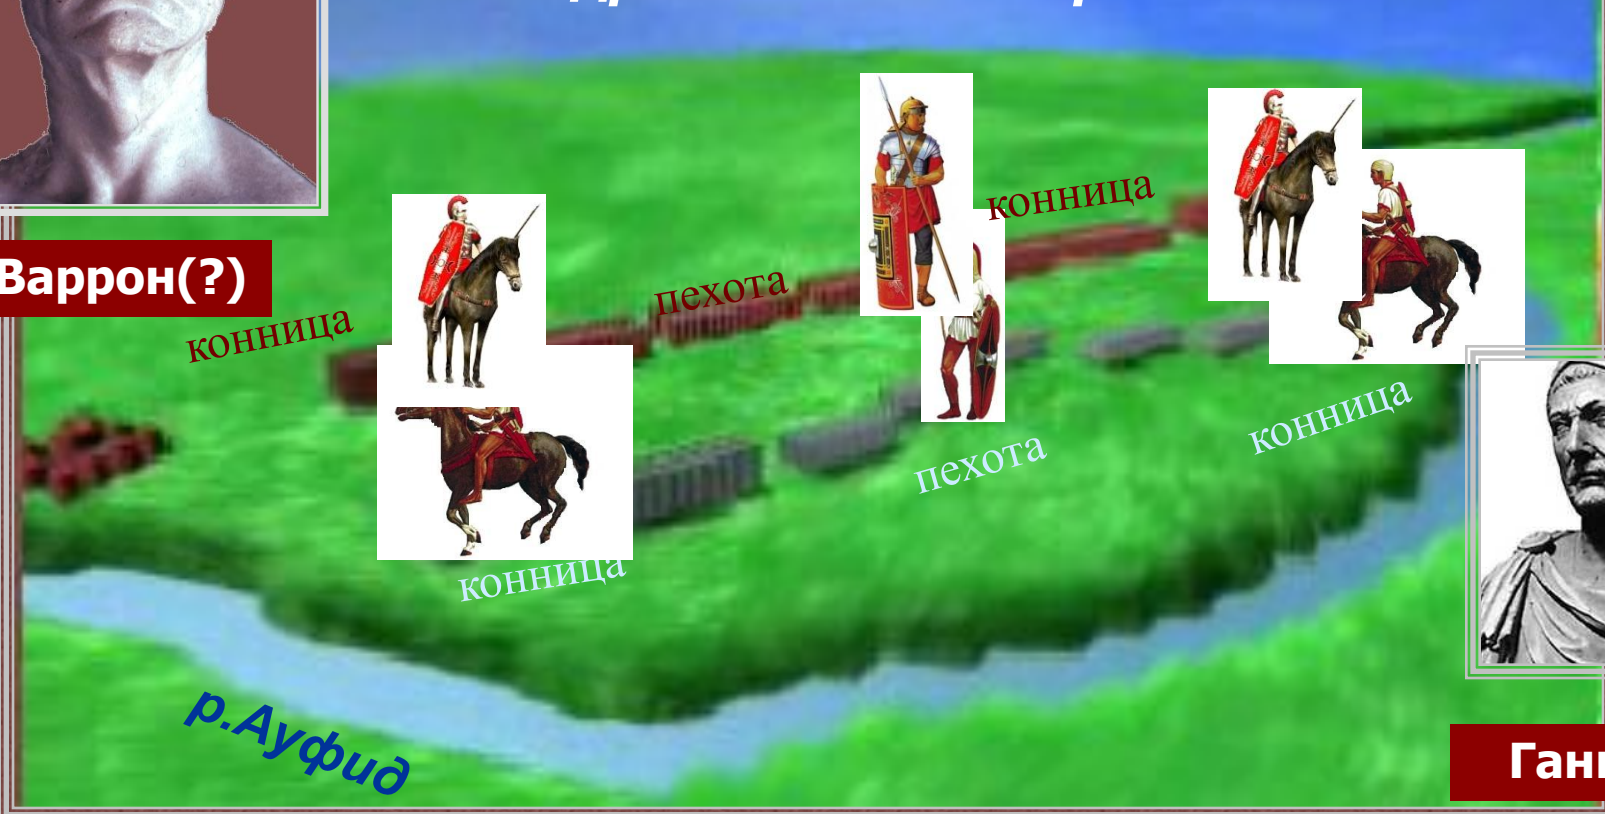 конница
Варрон(?)
конница
пехота
пехота
конница
конница
р.Ауфид
Ган